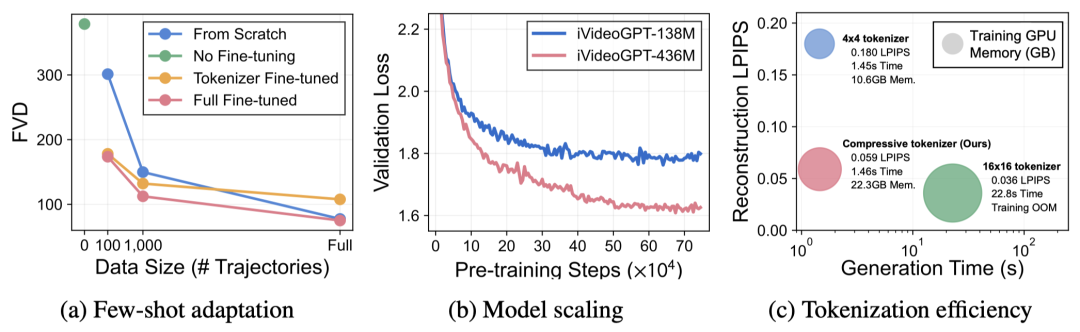 FVD
300
200
100
0
100
1,000
Full
Data Size (# Trajectories)
From Scratch
No Fine-tuning
Tokenizer Fine-tuned
Full Fine-tuned
(a) Few-shot adaptation
Validation Loss
2.2
2.0
1.8
1.6
0
10
20
30
40
50
60
70
Pre-training Steps (×10⁴)
iVideoGPT-138M
iVideoGPT-436M
(b) Model scaling
Reconstruction LPIPS
0.20
0.15
0.10
0.05
0.00
10⁰
10¹
10²
Generation Time (s)
Training GPU
Memory (GB)
4x4 tokenizer
0.180 LPIPS
1.45s Time
10.6GB Mem.
Compressive tokenizer (Ours)
0.059 LPIPS
1.46s Time
22.3GB Mem.
16x16 tokenizer
0.036 LPIPS
22.8s Time
Training OOM
(c) Tokenization efficiency